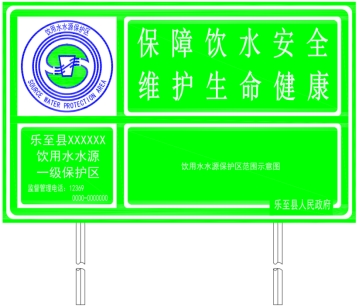 饮用水水源保护区
SOURCE WATER PROTECTION AREA
保障饮水安全
维护生命健康
乐至县XXXXXX
饮用水水源
一级保护区
监督管理电话：12369
0000-0000000
饮用水水源保护区范围示意图
乐至县人民政府